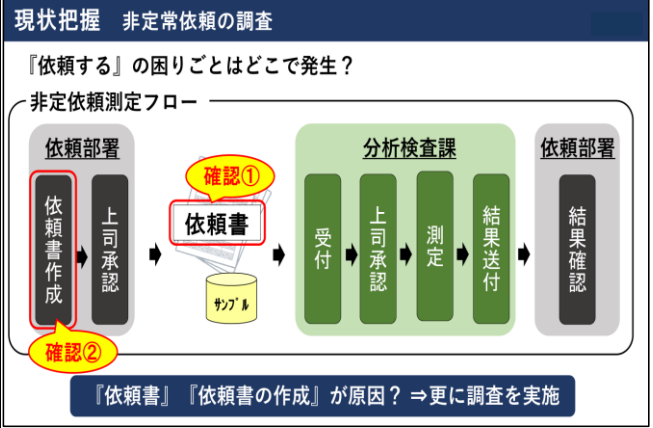 現状把握 非定常依頼の調査
『依頼する』の困りごとはどこで発生？
非定依頼測定フロー
依頼部署
依頼書作成
上司承認
確認①
依頼書
ｻﾝﾌﾟﾙ
確認②
分析検査課
受付
上司承認
測定
結果送付
依頼部署
結果確認
『依頼書』『依頼書の作成』が原因？⇒更に調査を実施